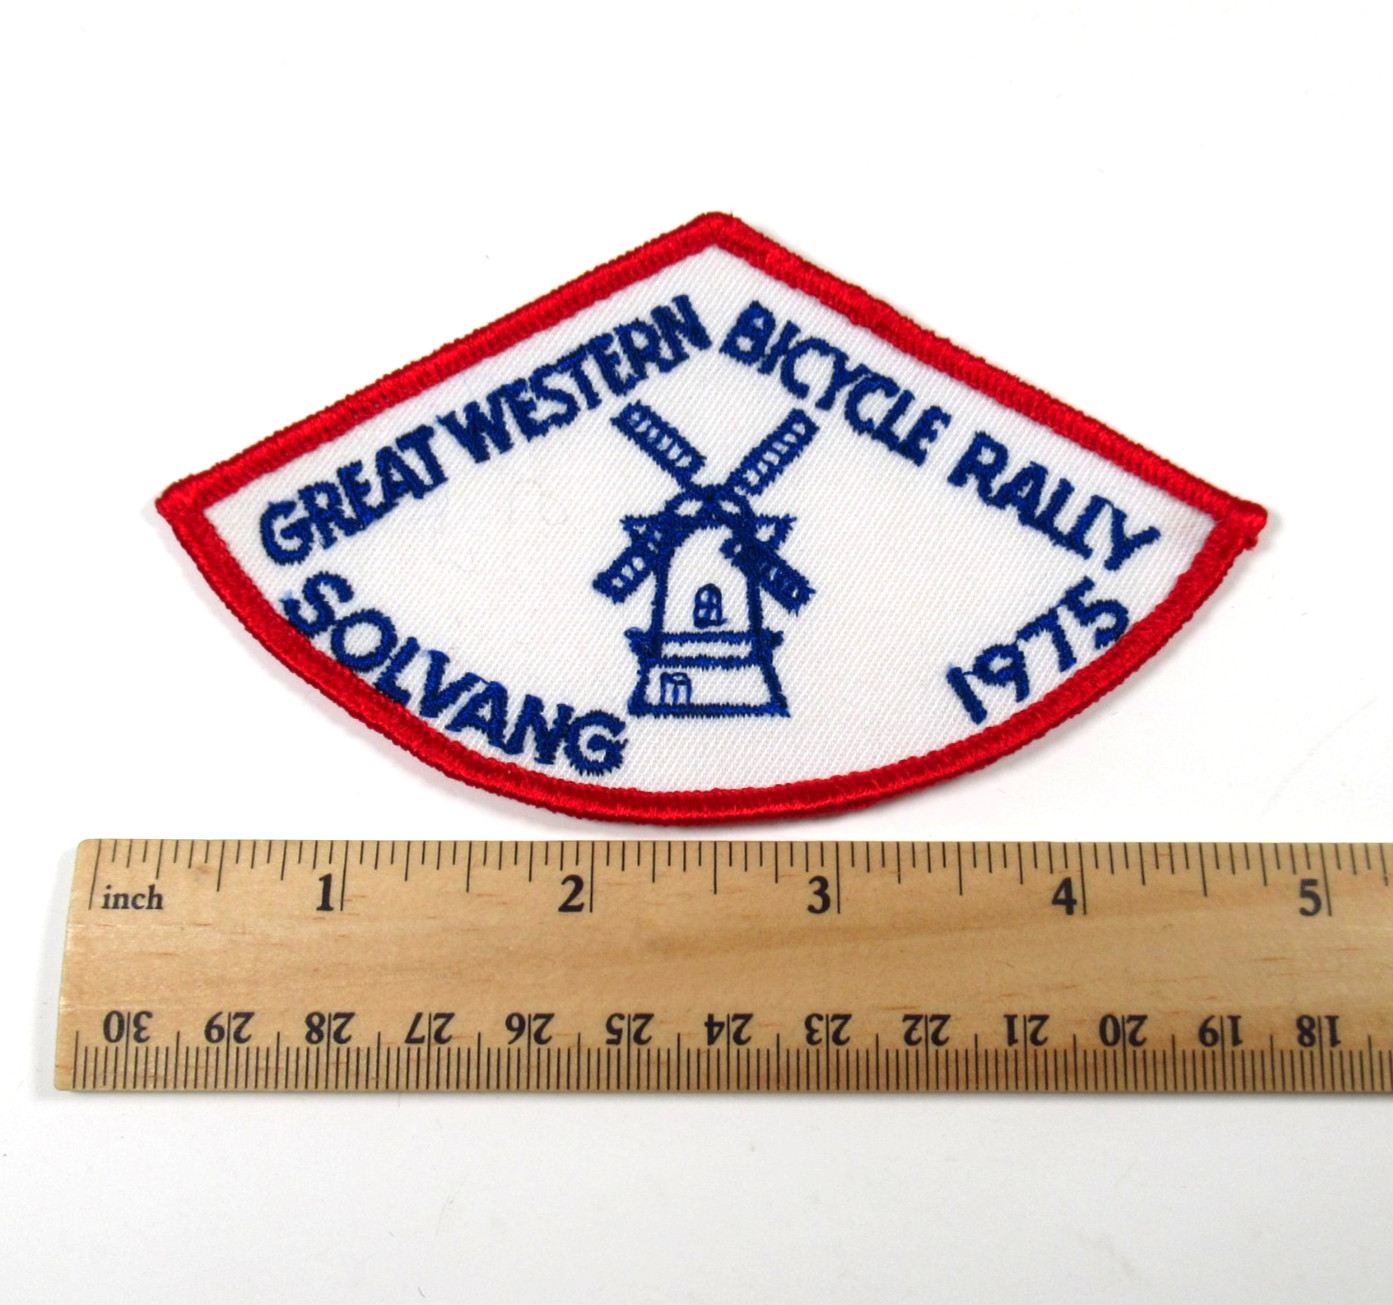 GREAT WESTERN BICYCLE RALLY
SOLVANG 1975
inch 1 2 3 4 5
30 29 28 27 26 25 24 23 22 21 20 19 18